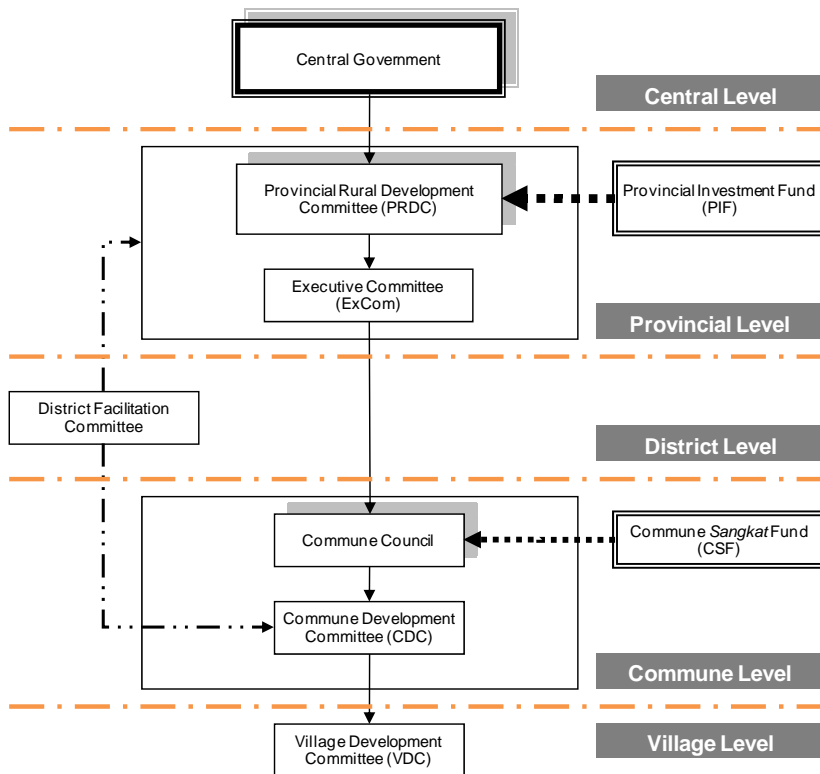 Central Government
Central Level
Provincial Rural Development
Committee (PRDC)
Provincial Investment Fund
(PIF)
Executive Committee
(ExCom)
Provincial Level
District Facilitation
Committee
District Level
Commune Council
Commune Sangkat Fund
(CSF)
Commune Development
Committee (CDC)
Commune Level
Village Development
Committee (VDC)
Village Level